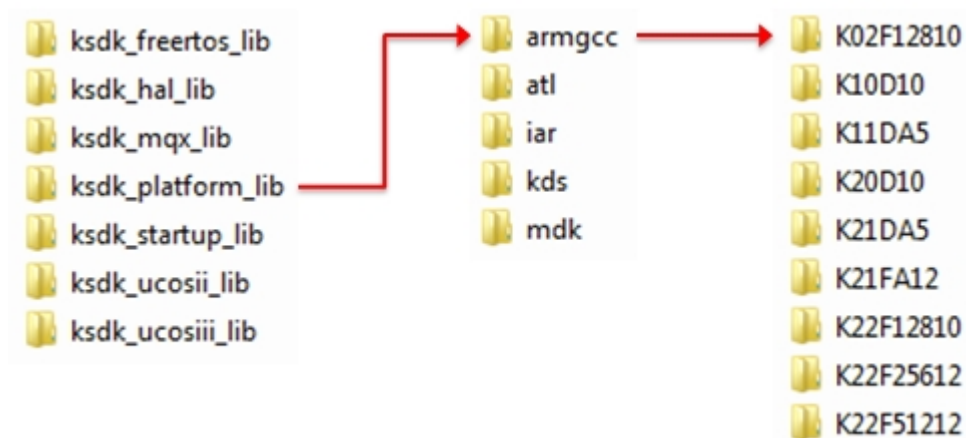 ksdk_freertos_lib
ksdk_hal_lib
ksdk_mqx_lib
ksdk_platform_lib
ksdk_startup_lib
ksdk_ucosii_lib
ksdk_ucosiii_lib
armgcc
atl
iar
kds
mdk
K02F12810
K10D10
K11DA5
K20D10
K21DA5
K21FA12
K22F12810
K22F25612
K22F51212